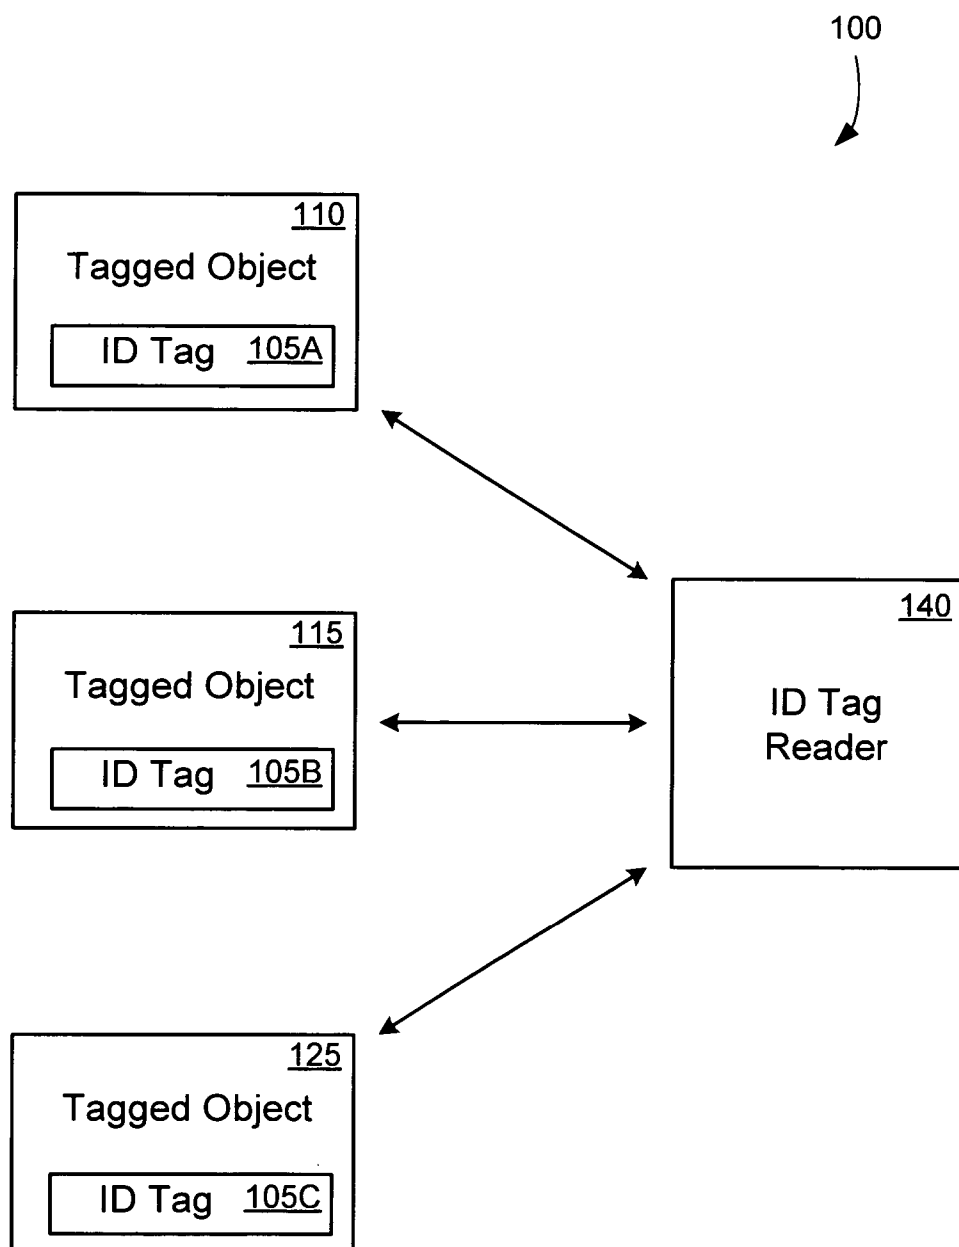 100
110
Tagged Object
ID Tag 105A
115
Tagged Object
ID Tag 105B
140
ID Tag
Reader
125
Tagged Object
ID Tag 105C